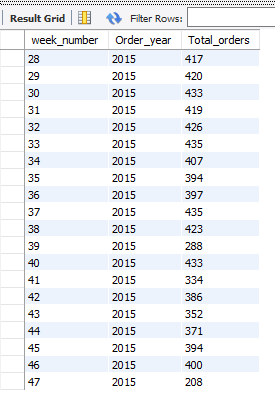 Result Grid Filter Rows:
week_number Order_year Total_orders
28 2015 417
29 2015 420
30 2015 433
31 2015 419
32 2015 426
33 2015 435
34 2015 407
35 2015 394
36 2015 397
37 2015 435
38 2015 423
39 2015 288
40 2015 433
41 2015 334
42 2015 386
43 2015 352
44 2015 371
45 2015 394
46 2015 400
47 2015 208